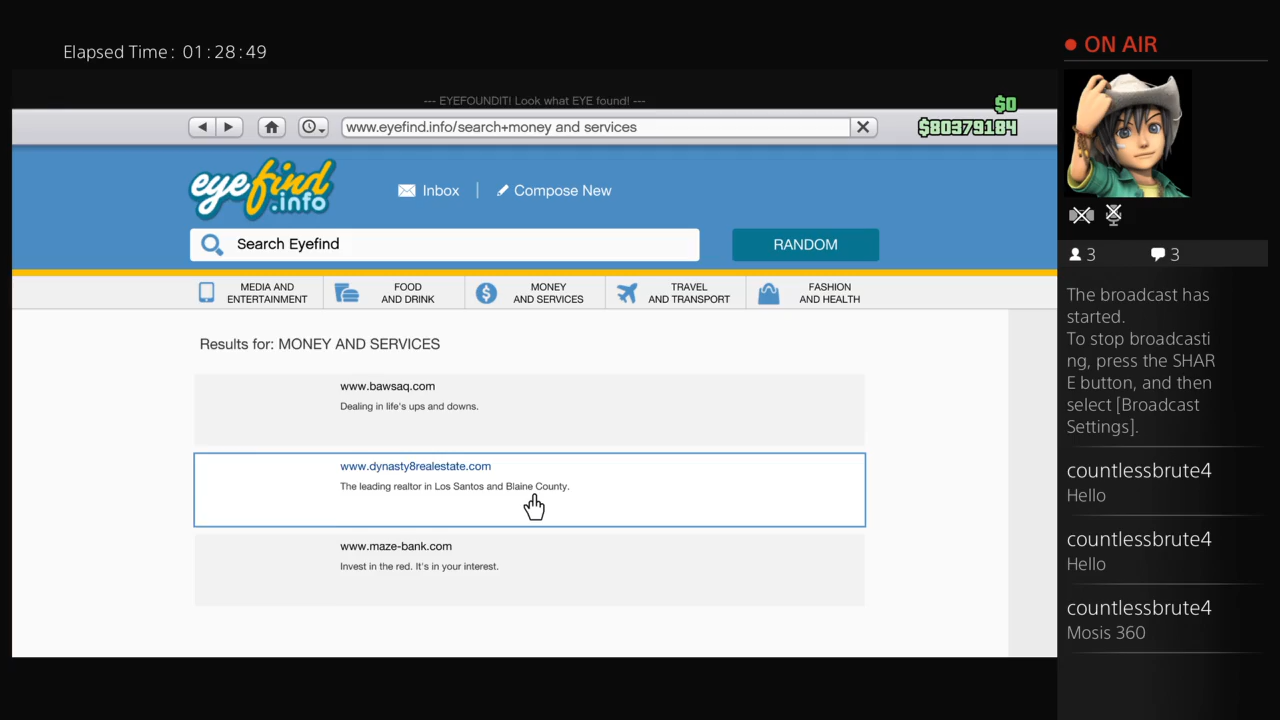 Elapsed Time: 01:28:49
ON AIR
--- EYEFOUNDIT! Look what EYE found! ---
$0
www.eyefind.info/search+money and services
$80379184
eyefind.info
Inbox
Compose New
Search Eyefind
RANDOM
MEDIA AND ENTERTAINMENT
FOOD AND DRINK
MONEY AND SERVICES
TRAVEL AND TRANSPORT
FASHION AND HEALTH
Results for: MONEY AND SERVICES
www.bawsaq.com
Dealing in life's ups and downs.
www.dynasty8realestate.com
The leading realtor in Los Santos and Blaine County.
www.maze-bank.com
Invest in the red. It's in your interest.
3
3
The broadcast has
started.
To stop broadcasti
ng, press the SHAR
E button, and then
select [Broadcast
Settings].
countlessbrute4
Hello
countlessbrute4
Hello
countlessbrute4
Mosis 360